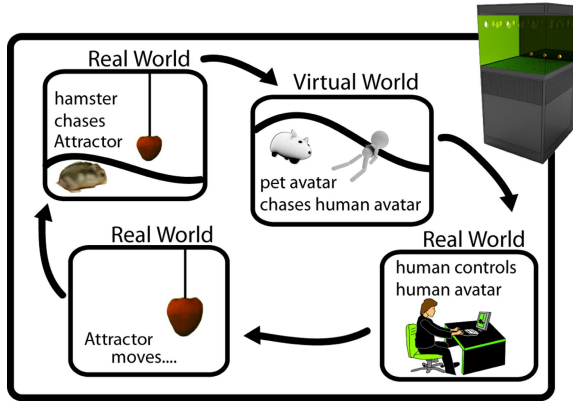 Real World
hamster
chases
Attractor
Virtual World
pet avatar
chases human avatar
Real World
human controls
human avatar
Real World
Attractor
moves....